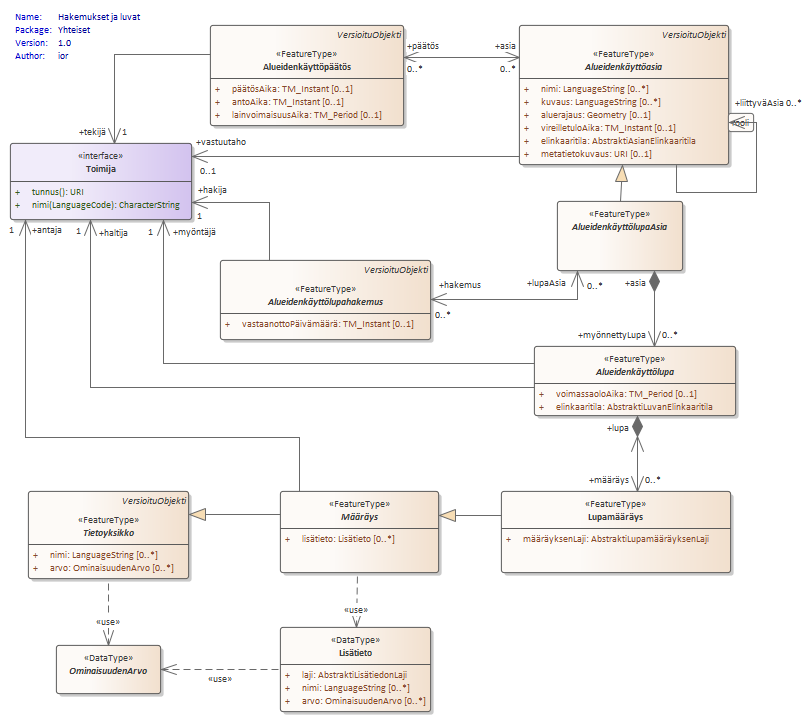 Name: Hakemukset ja luvat
Package: Yhteiset
Version: 1.0
Author: ior
VersioituObjekti
«FeatureType»
Alueidenkäyttöpäätös
+ päätösAika: TM_Instant [0..1]
+ antoAika: TM_Instant [0..1]
+ lainvoimaisuusAika: TM_Period [0..1]
+päätös
0..*
+asia
0..*
VersioituObjekti
«FeatureType»
Alueidenkäyttöasia
+ nimi: LanguageString [0..*]
+ kuvaus: LanguageString [0..*]
+ aluerajaus: Geometry [0..1]
+ vireilletuloAika: TM_Instant [0..1]
+ elinkaaritila: AbstraktiAsianElinkaaritila
+ metatietokuvaus: URI [0..1]
+liittyväAsia 0..*
rooli
+tekijä
1
+vastuutaho
0..1
«interface»
Toimija
+ tunnus(): URI
+ nimi(LanguageCode): CharacterString
+hakija
1
1 +antaja
1 +haltija
1 +myöntäjä
«FeatureType»
AlueidenkäyttölupaAsia
VersioituObjekti
«FeatureType»
Alueidenkäyttölupahakemus
+ vastaanottoPäivämäärä: TM_Instant [0..1]
+hakemus
0..*
+lupaAsia
0..*
+asia
+myönnettyLupa
0..*
«FeatureType»
Alueidenkäyttölupa
+ voimassaoloAika: TM_Period [0..1]
+ elinkaaritila: AbstraktiLuvanElinkaaritila
+lupa
+määräys
0..*
VersioituObjekti
«FeatureType»
Tietoyksikko
+ nimi: LanguageString [0..*]
+ arvo: OminaisuudenArvo [0..*]
«FeatureType»
Määräys
+ lisätieto: Lisätieto [0..*]
«FeatureType»
Lupamääräys
+ määräyksenLaji: AbstraktiLupamääräyksenLaji
«use»
«use»
«DataType»
OminaisuudenArvo
«use»
«DataType»
Lisätieto
+ laji: AbstraktiLisätiedonLaji
+ nimi: LanguageString [0..*]
+ arvo: OminaisuudenArvo [0..*]